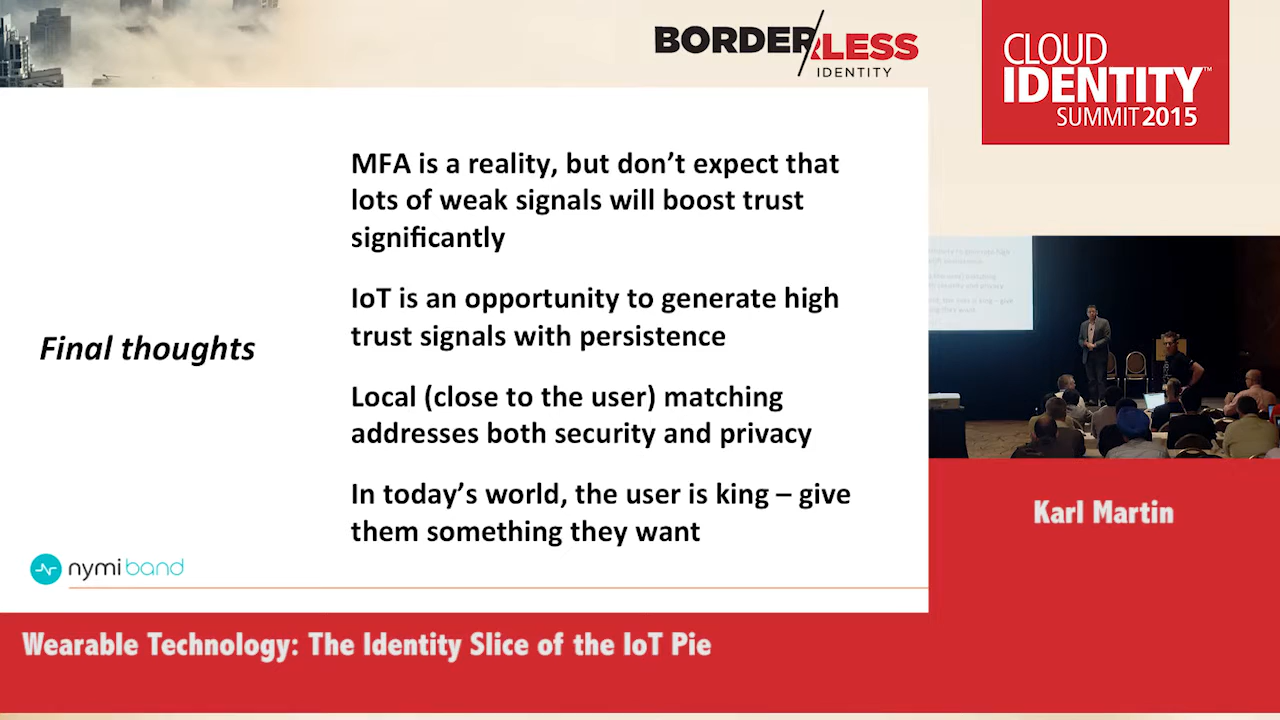 BORDER/LESS
IDENTITY
CLOUD
IDENTITY™
SUMMIT 2015
MFA is a reality, but don't expect that
lots of weak signals will boost trust
significantly
IoT is an opportunity to generate high
trust signals with persistence
Final thoughts
Local (close to the user) matching
addresses both security and privacy
In today's world, the user is king – give
them something they want
nymi band
Karl Martin
Wearable Technology: The Identity Slice of the IoT Pie